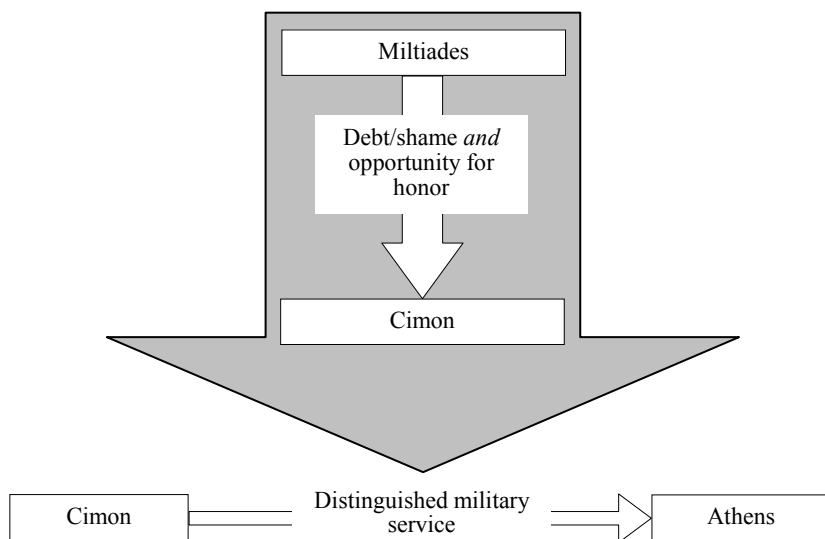 Miltiades
Debt/shame and
opportunity for
honor
Cimon
Cimon
Distinguished military
service
Athens